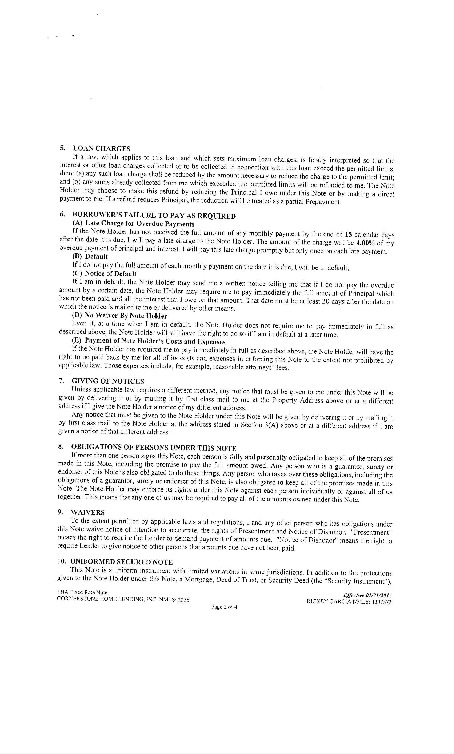 5. LOAN CHARGES
If a law, which applies to this loan and which sets maximum loan charges, is finally interpreted so that the
interest or other loan charges collected or to be collected in connection with this loan exceed the permitted limits,
then: (a) any such loan charge shall be reduced by the amount necessary to reduce the charge to the permitted limit;
and (b) any sums already collected from me which exceeded permitted limits will be refunded to me. The Note
Holder may choose to make this refund by reducing the Principal I owe under this Note or by making a direct
payment to me. If a refund reduces Principal, the reduction will be treated as a partial Prepayment.
6. BORROWER'S FAILURE TO PAY AS REQUIRED
(A) Late Charge for Overdue Payments
If the Note Holder has not received the full amount of any monthly payment by the end of 15 calendar days
after the date it is due, I will pay a late charge to the Note Holder. The amount of the charge will be 4.00% of my
overdue payment of principal and interest. I will pay this late charge promptly but only once on each late payment.
(B) Default
If I do not pay the full amount of each monthly payment on the date it is due, I will be in default.
(C) Notice of Default
If I am in default, the Note Holder may send me a written notice telling me that if I do not pay the overdue
amount by a certain date, the Note Holder may require me to pay immediately the full amount of Principal which
has not been paid and all the interest that I owe on that amount. That date must be at least 30 days after the date on
which the notice is mailed to me or delivered by other means.
(D) No Waiver By Note Holder
Even if, at a time when I am in default, the Note Holder does not require me to pay immediately in full as
described above, the Note Holder will still have the right to do so if I am in default at a later time.
(E) Payment of Note Holder's Costs and Expenses
If the Note Holder has required me to pay immediately in full as described above, the Note Holder will have the
right to be paid back by me for all of its costs and expenses in enforcing this Note to the extent not prohibited by
applicable law. Those expenses include, for example, reasonable attorneys' fees.
7. GIVING OF NOTICES
Unless applicable law requires a different method, any notice that must be given to me under this Note will be
given by delivering it or by mailing it by first class mail to me at the Property Address above or at a different
address if I give the Note Holder a notice of my different address.
Any notice that must be given to the Note Holder under this Note will be given by delivering it or by mailing it
by first class mail to the Note Holder at the address stated in Section 3(A) above or at a different address if I am
given a notice of that different address.
8. OBLIGATIONS OF PERSONS UNDER THIS NOTE
If more than one person signs this Note, each person is fully and personally obligated to keep all of the promises
made in this Note, including the promise to pay the full amount owed. Any person who is a guarantor, surety or
endorser of this Note is also obligated to do these things. Any person who takes over these obligations, including the
obligations of a guarantor, surety or endorser of this Note, is also obligated to keep all of the promises made in this
Note. The Note Holder may enforce its rights under this Note against each person individually or against all of us
together. This means that any one of us may be required to pay all of the amounts owed under this Note.
9. WAIVERS
To the extent permitted by applicable laws and regulations, I and any other person who has obligations under
this Note waive notice of intention to accelerate, the rights of Presentment and Notice of Dishonor. "Presentment"
means the right to require the Lender to demand payment of amounts due. "Notice of Dishonor" means the right to
require Lender to give notice to other persons that amounts due have not been paid.
10. UNIFORM SECURED NOTE
This Note is a uniform instrument with limited variations in some jurisdictions. In addition to the protections
given to the Note Holder under this Note, a Mortgage, Deed of Trust, or Security Deed (the "Security Instrument"),
Fixed Rate Note
HOME LENDING, INC.
Page 2 of 4